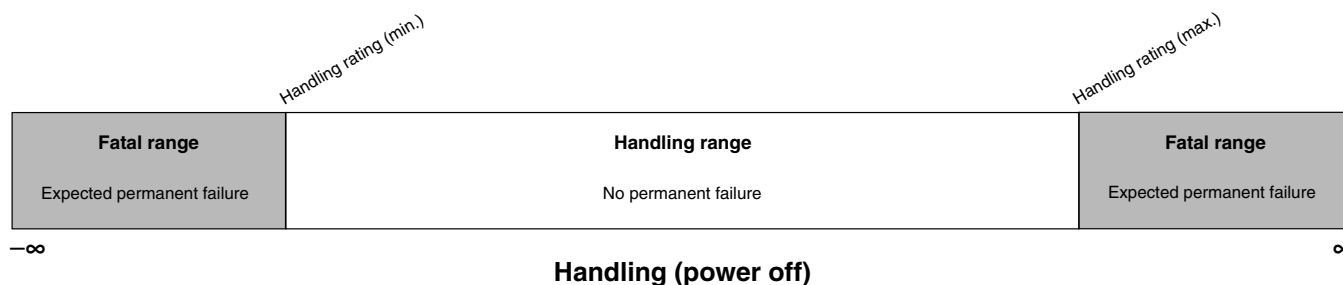 Handling rating (min.)
Handling rating (max.)
Fatal range
Handling range
Fatal range
Expected permanent failure
No permanent failure
Expected permanent failure
–∞
∞
Handling (power off)